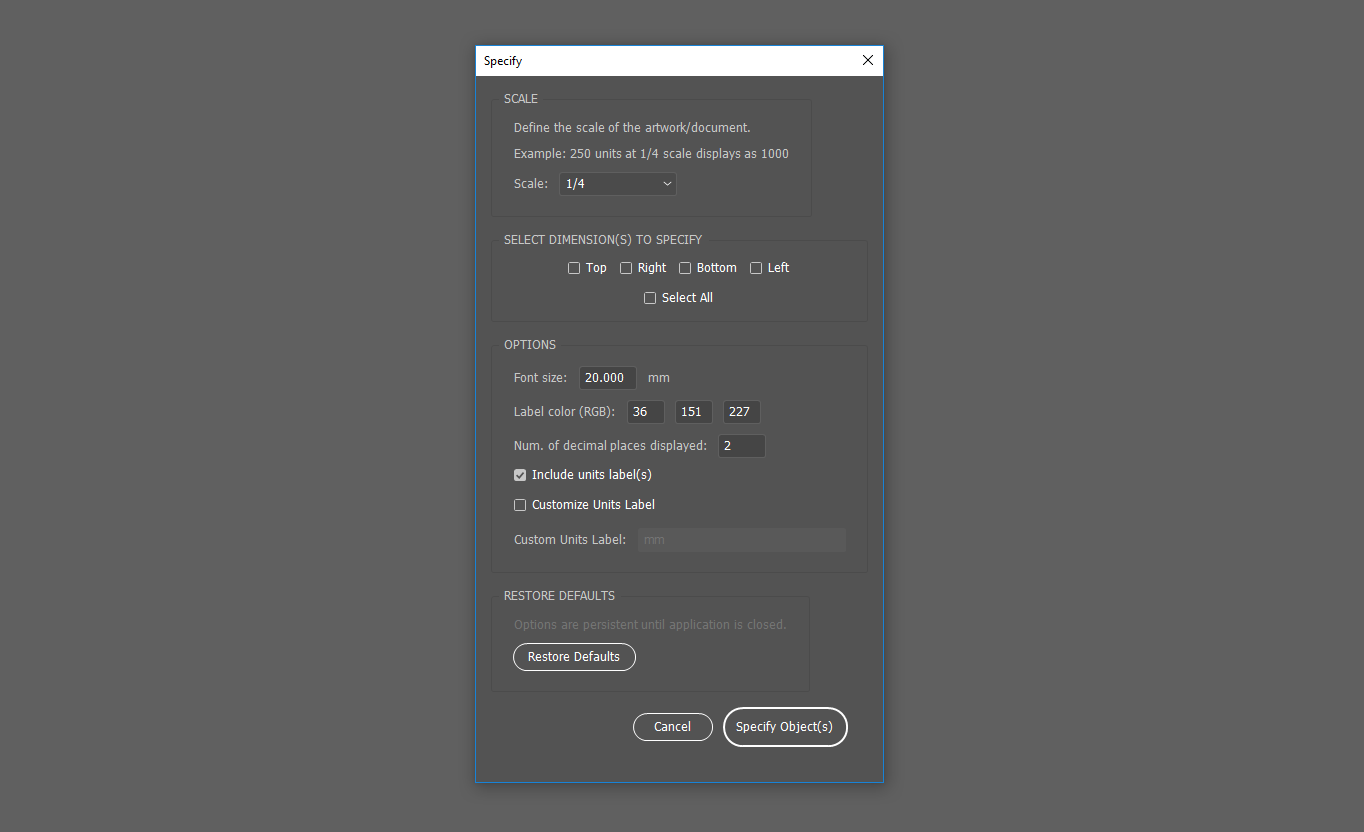 Specify
SCALE
Define the scale of the artwork/document.
Example: 250 units at 1/4 scale displays as 1000
Scale: 1/4
SELECT DIMENSION(S) TO SPECIFY
Top Right Bottom Left
Select All
OPTIONS
Font size: 20.000 mm
Label color (RGB): 36 151 227
Num. of decimal places displayed: 2
Include units label(s)
Customize Units Label
Custom Units Label: mm
RESTORE DEFAULTS
Options are persistent until application is closed.
Restore Defaults
Cancel Specify Object(s)